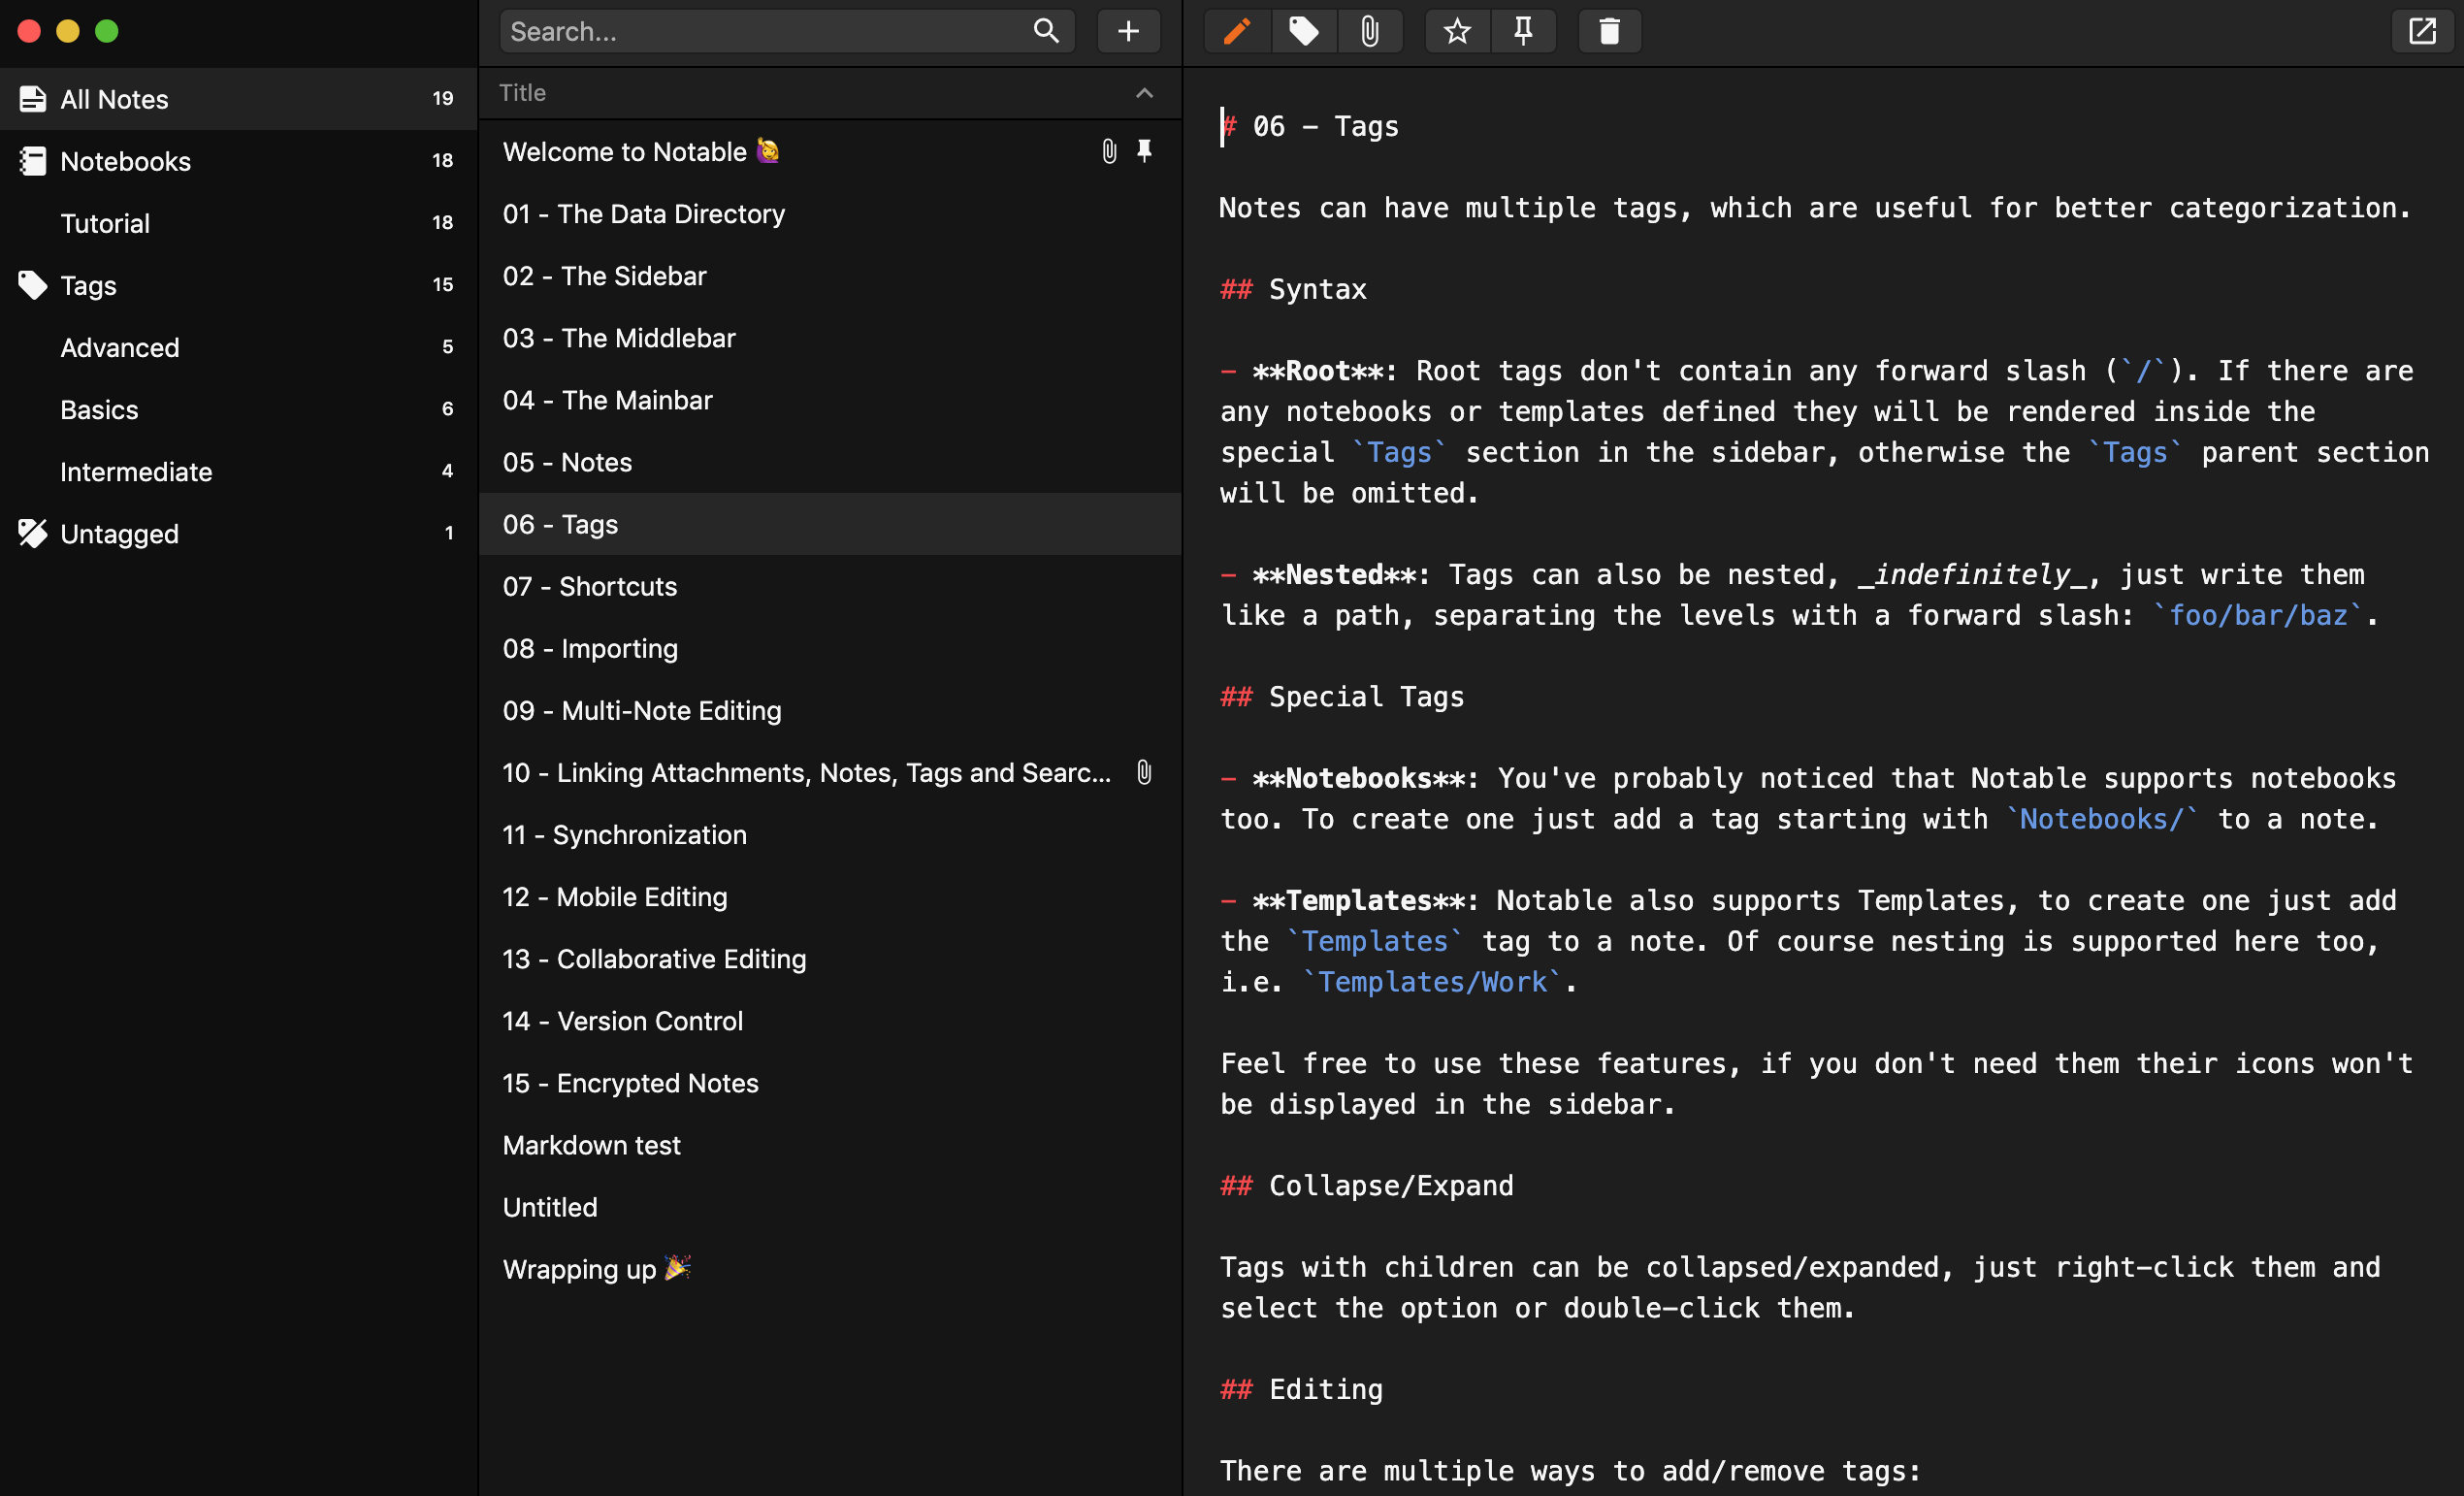 All Notes 19
Notebooks 18
Tutorial 18
Tags 15
Advanced 5
Basics 6
Intermediate 4
Untagged 1
Search...
Title
Welcome to Notable 🙋
01 - The Data Directory
02 - The Sidebar
03 - The Middlebar
04 - The Mainbar
05 - Notes
06 - Tags
07 - Shortcuts
08 - Importing
09 - Multi-Note Editing
10 - Linking Attachments, Notes, Tags and Searc...
11 - Synchronization
12 - Mobile Editing
13 - Collaborative Editing
14 - Version Control
15 - Encrypted Notes
Markdown test
Untitled
Wrapping up 🎉
# 06 - Tags
Notes can have multiple tags, which are useful for better categorization.
## Syntax
- **Root**: Root tags don't contain any forward slash (`/`). If there are
any notebooks or templates defined they will be rendered inside the
special `Tags` section in the sidebar, otherwise the `Tags` parent section
will be omitted.
- **Nested**: Tags can also be nested, _indefinitely_, just write them
like a path, separating the levels with a forward slash: `foo/bar/baz`.
## Special Tags
- **Notebooks**: You've probably noticed that Notable supports notebooks
too. To create one just add a tag starting with `Notebooks/` to a note.
- **Templates**: Notable also supports Templates, to create one just add
the `Templates` tag to a note. Of course nesting is supported here too,
i.e. `Templates/Work`.
Feel free to use these features, if you don't need them their icons won't
be displayed in the sidebar.
## Collapse/Expand
Tags with children can be collapsed/expanded, just right-click them and
select the option or double-click them.
## Editing
There are multiple ways to add/remove tags: